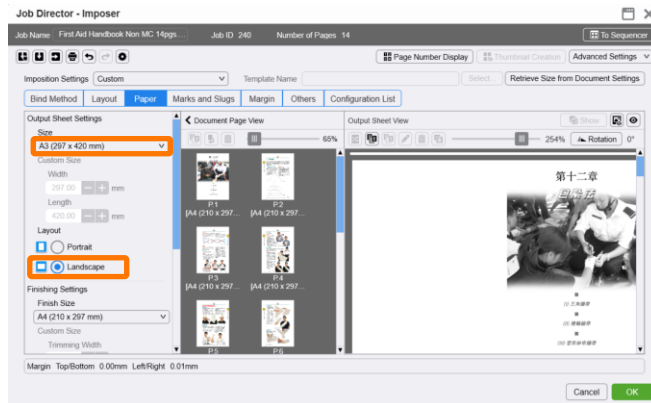 Job Director - Imposer
Job Name First Aid Handbook Non MC 14pgs.... Job ID 240 Number of Pages 14 To Sequencer
Page Number Display Thumbnail Creation Advanced Settings
Imposition Settings Custom Template Name Select... Retrieve Size from Document Settings
Bind Method Layout Paper Marks and Slugs Margin Others Configuration List
Output Sheet Settings Document Page View Output Sheet View Show
Size
65% 254% Rotation 0°
A3 (297 x 420 mm)
Custom Size
Width
297.00 mm
Length
420.00 mm
Layout
Portrait
Landscape
Finishing Settings
Finish Size
A4 (210 x 297 mm)
Custom Size
Trimming Width
P.1 P.2
[A4 (210 x 297... [A4 (210 x 297...
P.3 P.4
[A4 (210 x 297... [A4 (210 x 297...
P.5 P.6
第十二章
Margin Top/Bottom 0.00mm Left/Right 0.01mm
Cancel OK